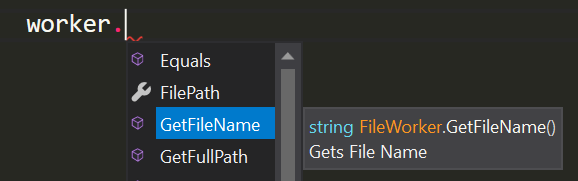 worker.
Equals
FilePath
GetFileName
GetFullPath
string FileWorker.GetFileName()
Gets File Name